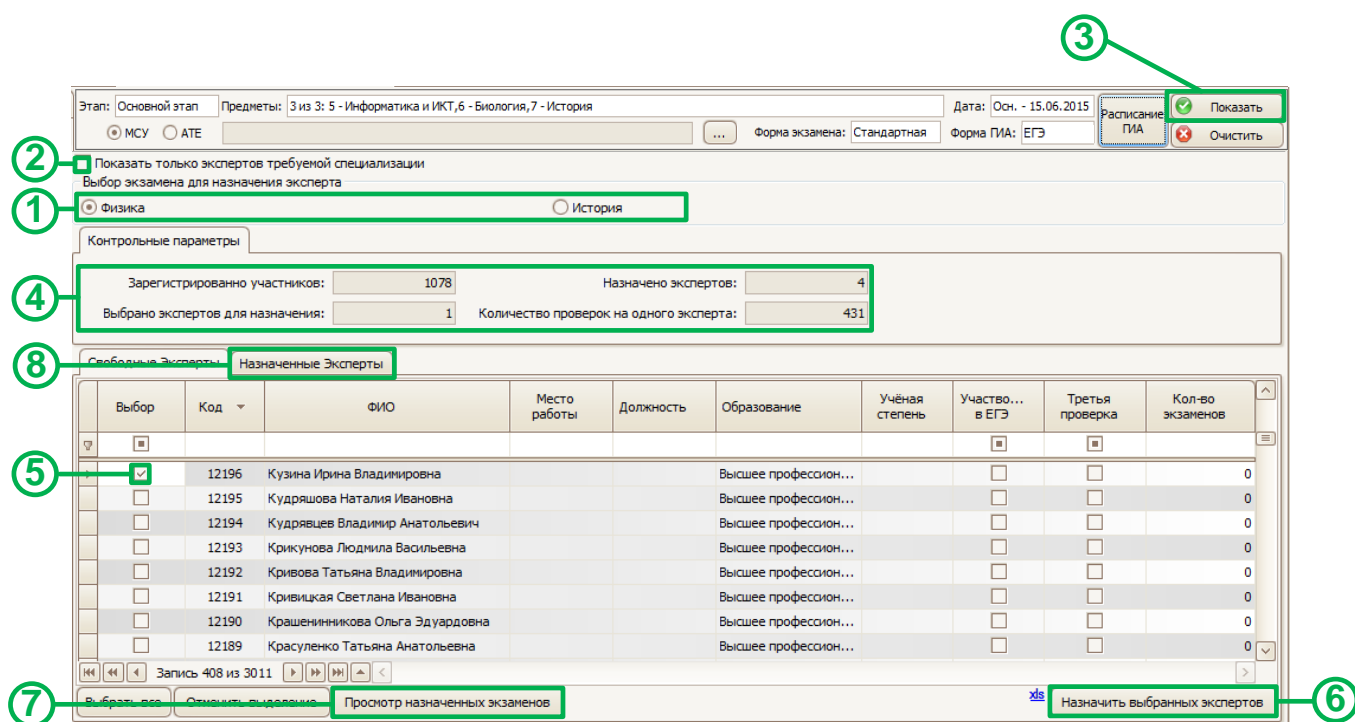 3
Этап: Основной этап Предметы: 3 из 3: 5 - Информатика и ИКТ,6 - Биология,7 - История Дата: Осн. - 15.06.2015 Расписание ГИА Показать
МСУ АТЕ ... Форма экзамена: Стандартная Форма ГИА: ЕГЭ Очистить
2 Показать только экспертов требуемой специализации
Выбор экзамена для назначения эксперта
1 Физика История
Контрольные параметры
4 Зарегистрированно участников: 1078 Назначено экспертов: 4
Выбрано экспертов для назначения: 1 Количество проверок на одного эксперта: 431
8 Свободные Эксперты Назначенные Эксперты
Выбор Код ФИО Место работы Должность Образование Учёная степень Участво... в ЕГЭ Третья проверка Кол-во экзаменов
5 12196 Кузина Ирина Владимировна Высшее профессион... 0
12195 Кудряшова Наталия Ивановна Высшее профессион... 0
12194 Кудрявцев Владимир Анатольевич Высшее профессион... 0
12193 Крикунова Людмила Васильевна Высшее профессион... 0
12192 Кривова Татьяна Владимировна Высшее профессион... 0
12191 Кривицкая Светлана Ивановна Высшее профессион... 0
12190 Крашенинникова Ольга Эдуардовна Высшее профессион... 0
12189 Красуленко Татьяна Анатольевна Высшее профессион... 0
Запись 408 из 3011
7 Выбрать все Отменить выделение Просмотр назначенных экзаменов xls Назначить выбранных экспертов 6